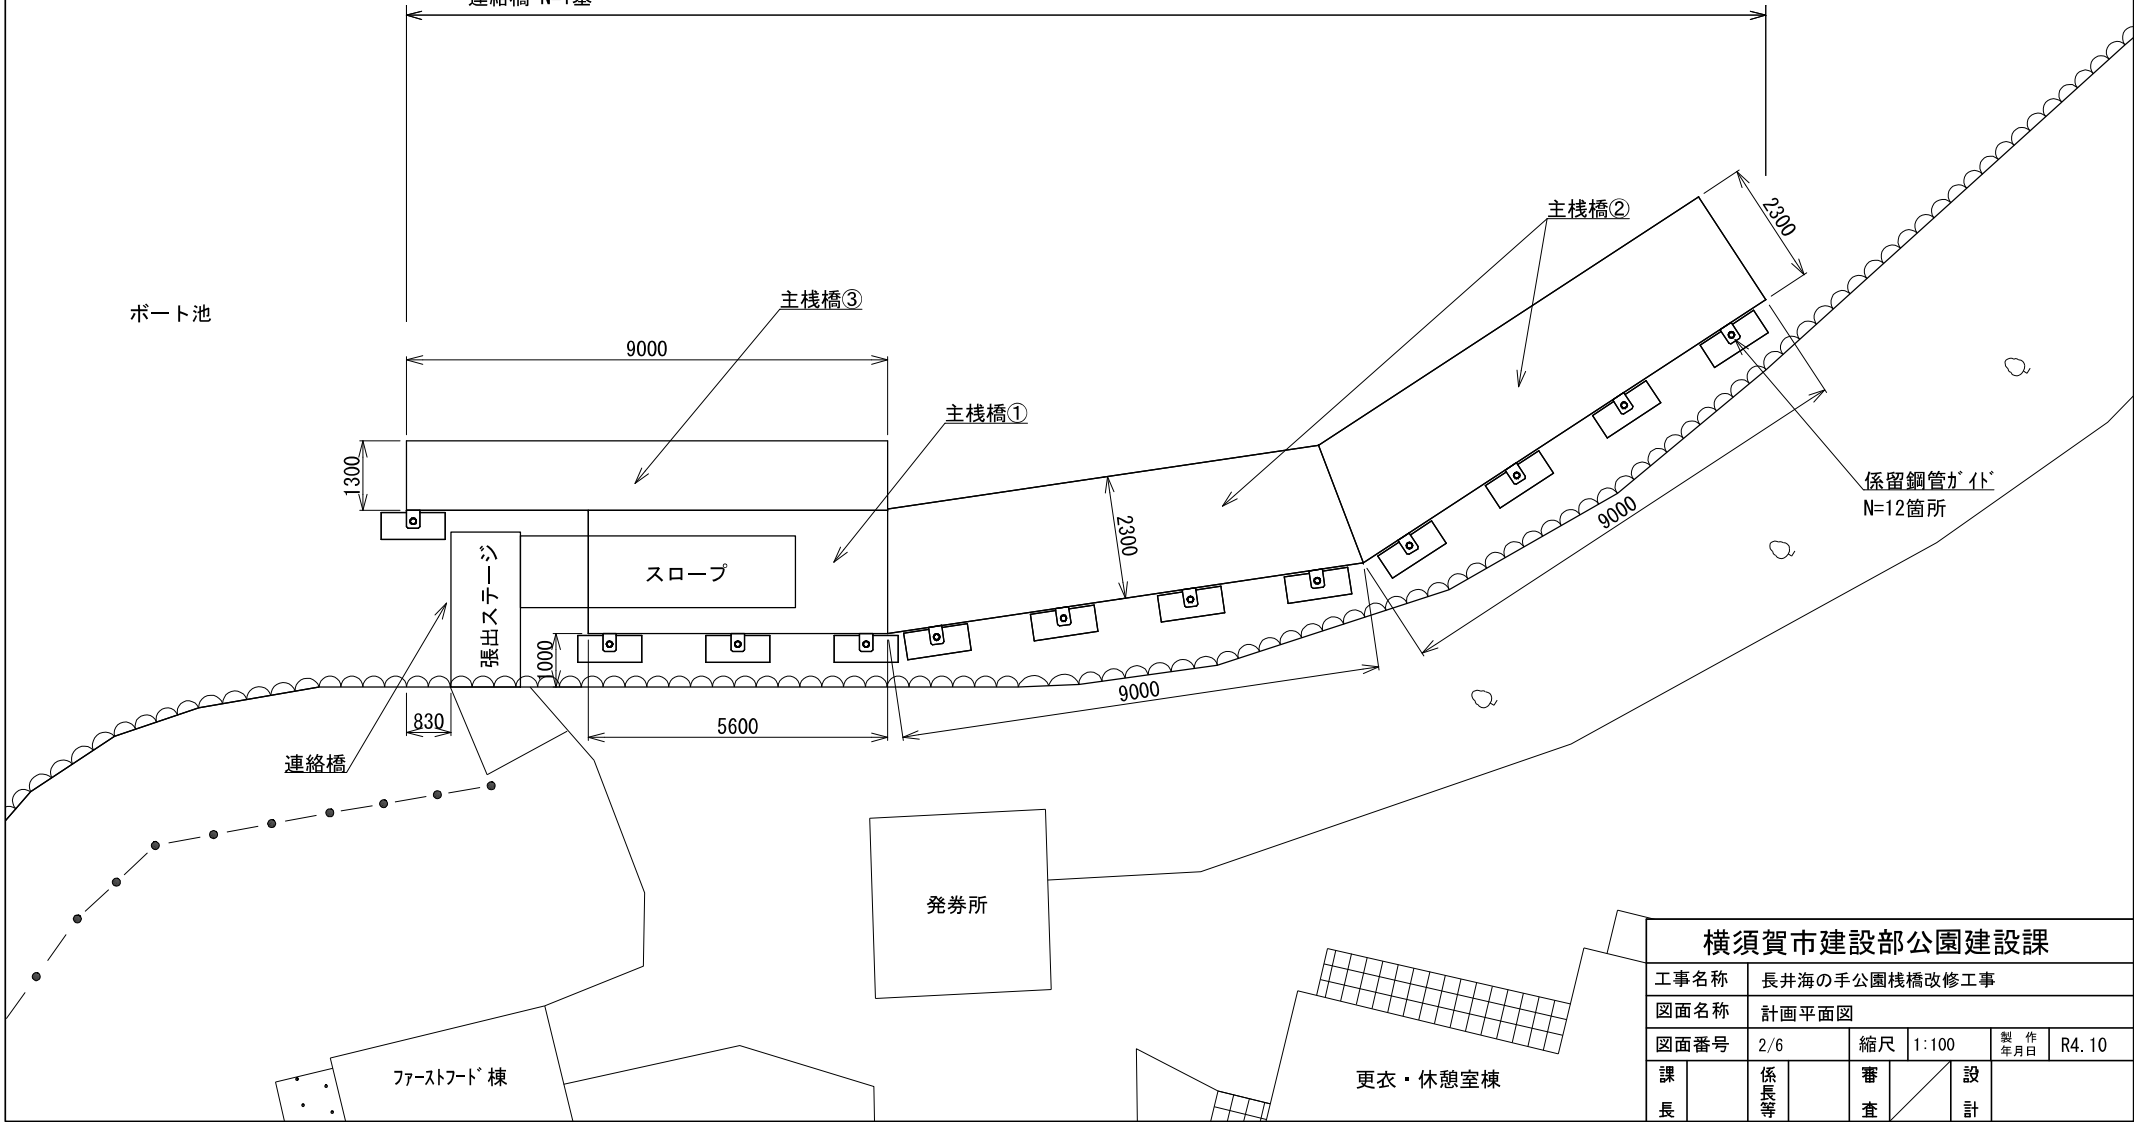 連絡橋 N=1基
主桟橋②
2300
ボート池
主桟橋③
9000
主桟橋①
1300
係留鋼管ガイド
N=12箇所
9000
2300
スロープ
張出ステージ
1000
9000
830
5600
連絡橋
発券所
ファーストフード棟
更衣・休憩室棟
横須賀市建設部公園建設課
工事名称 長井海の手公園桟橋改修工事
図面名称 計画平面図
図面番号 2/6 縮尺 1:100 製作年月日 R4.10
課長 係長等 審査 設計